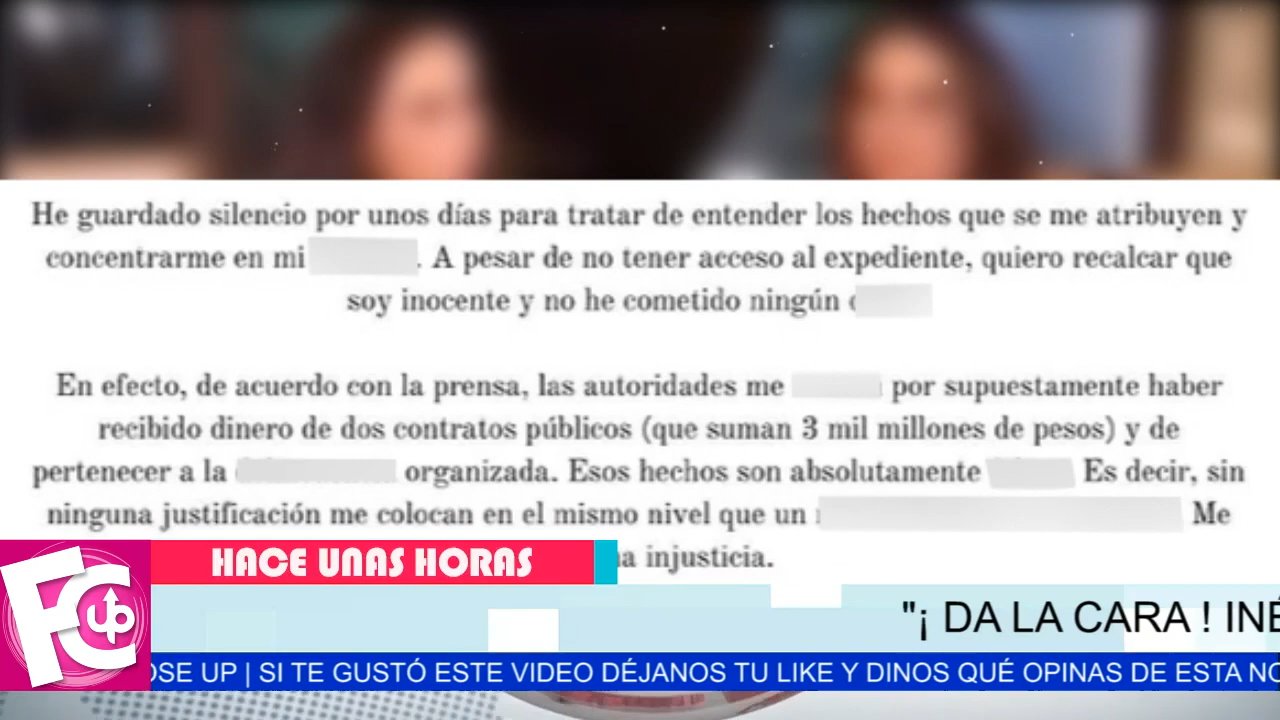 He guardado silencio por unos días para tratar de entender los hechos que se me atribuyen y
concentrarme en mi . A pesar de no tener acceso al expediente, quiero recalcar que
soy inocente y no he cometido ningún
En efecto, de acuerdo con la prensa, las autoridades me por supuestamente haber
recibido dinero de dos contratos públicos (que suman 3 mil millones de pesos) y de
pertenecer a la organizada. Esos hechos son absolutamente Es decir, sin
ninguna justificación me colocan en el mismo nivel que un Me
injusticia.
HACE UNAS HORAS
FC up
"¡ DA LA CARA ! INÉ
OSE UP | SI TE GUSTÓ ESTE VIDEO DÉJANOS TU LIKE Y DINOS QUÉ OPINAS DE ESTA NO